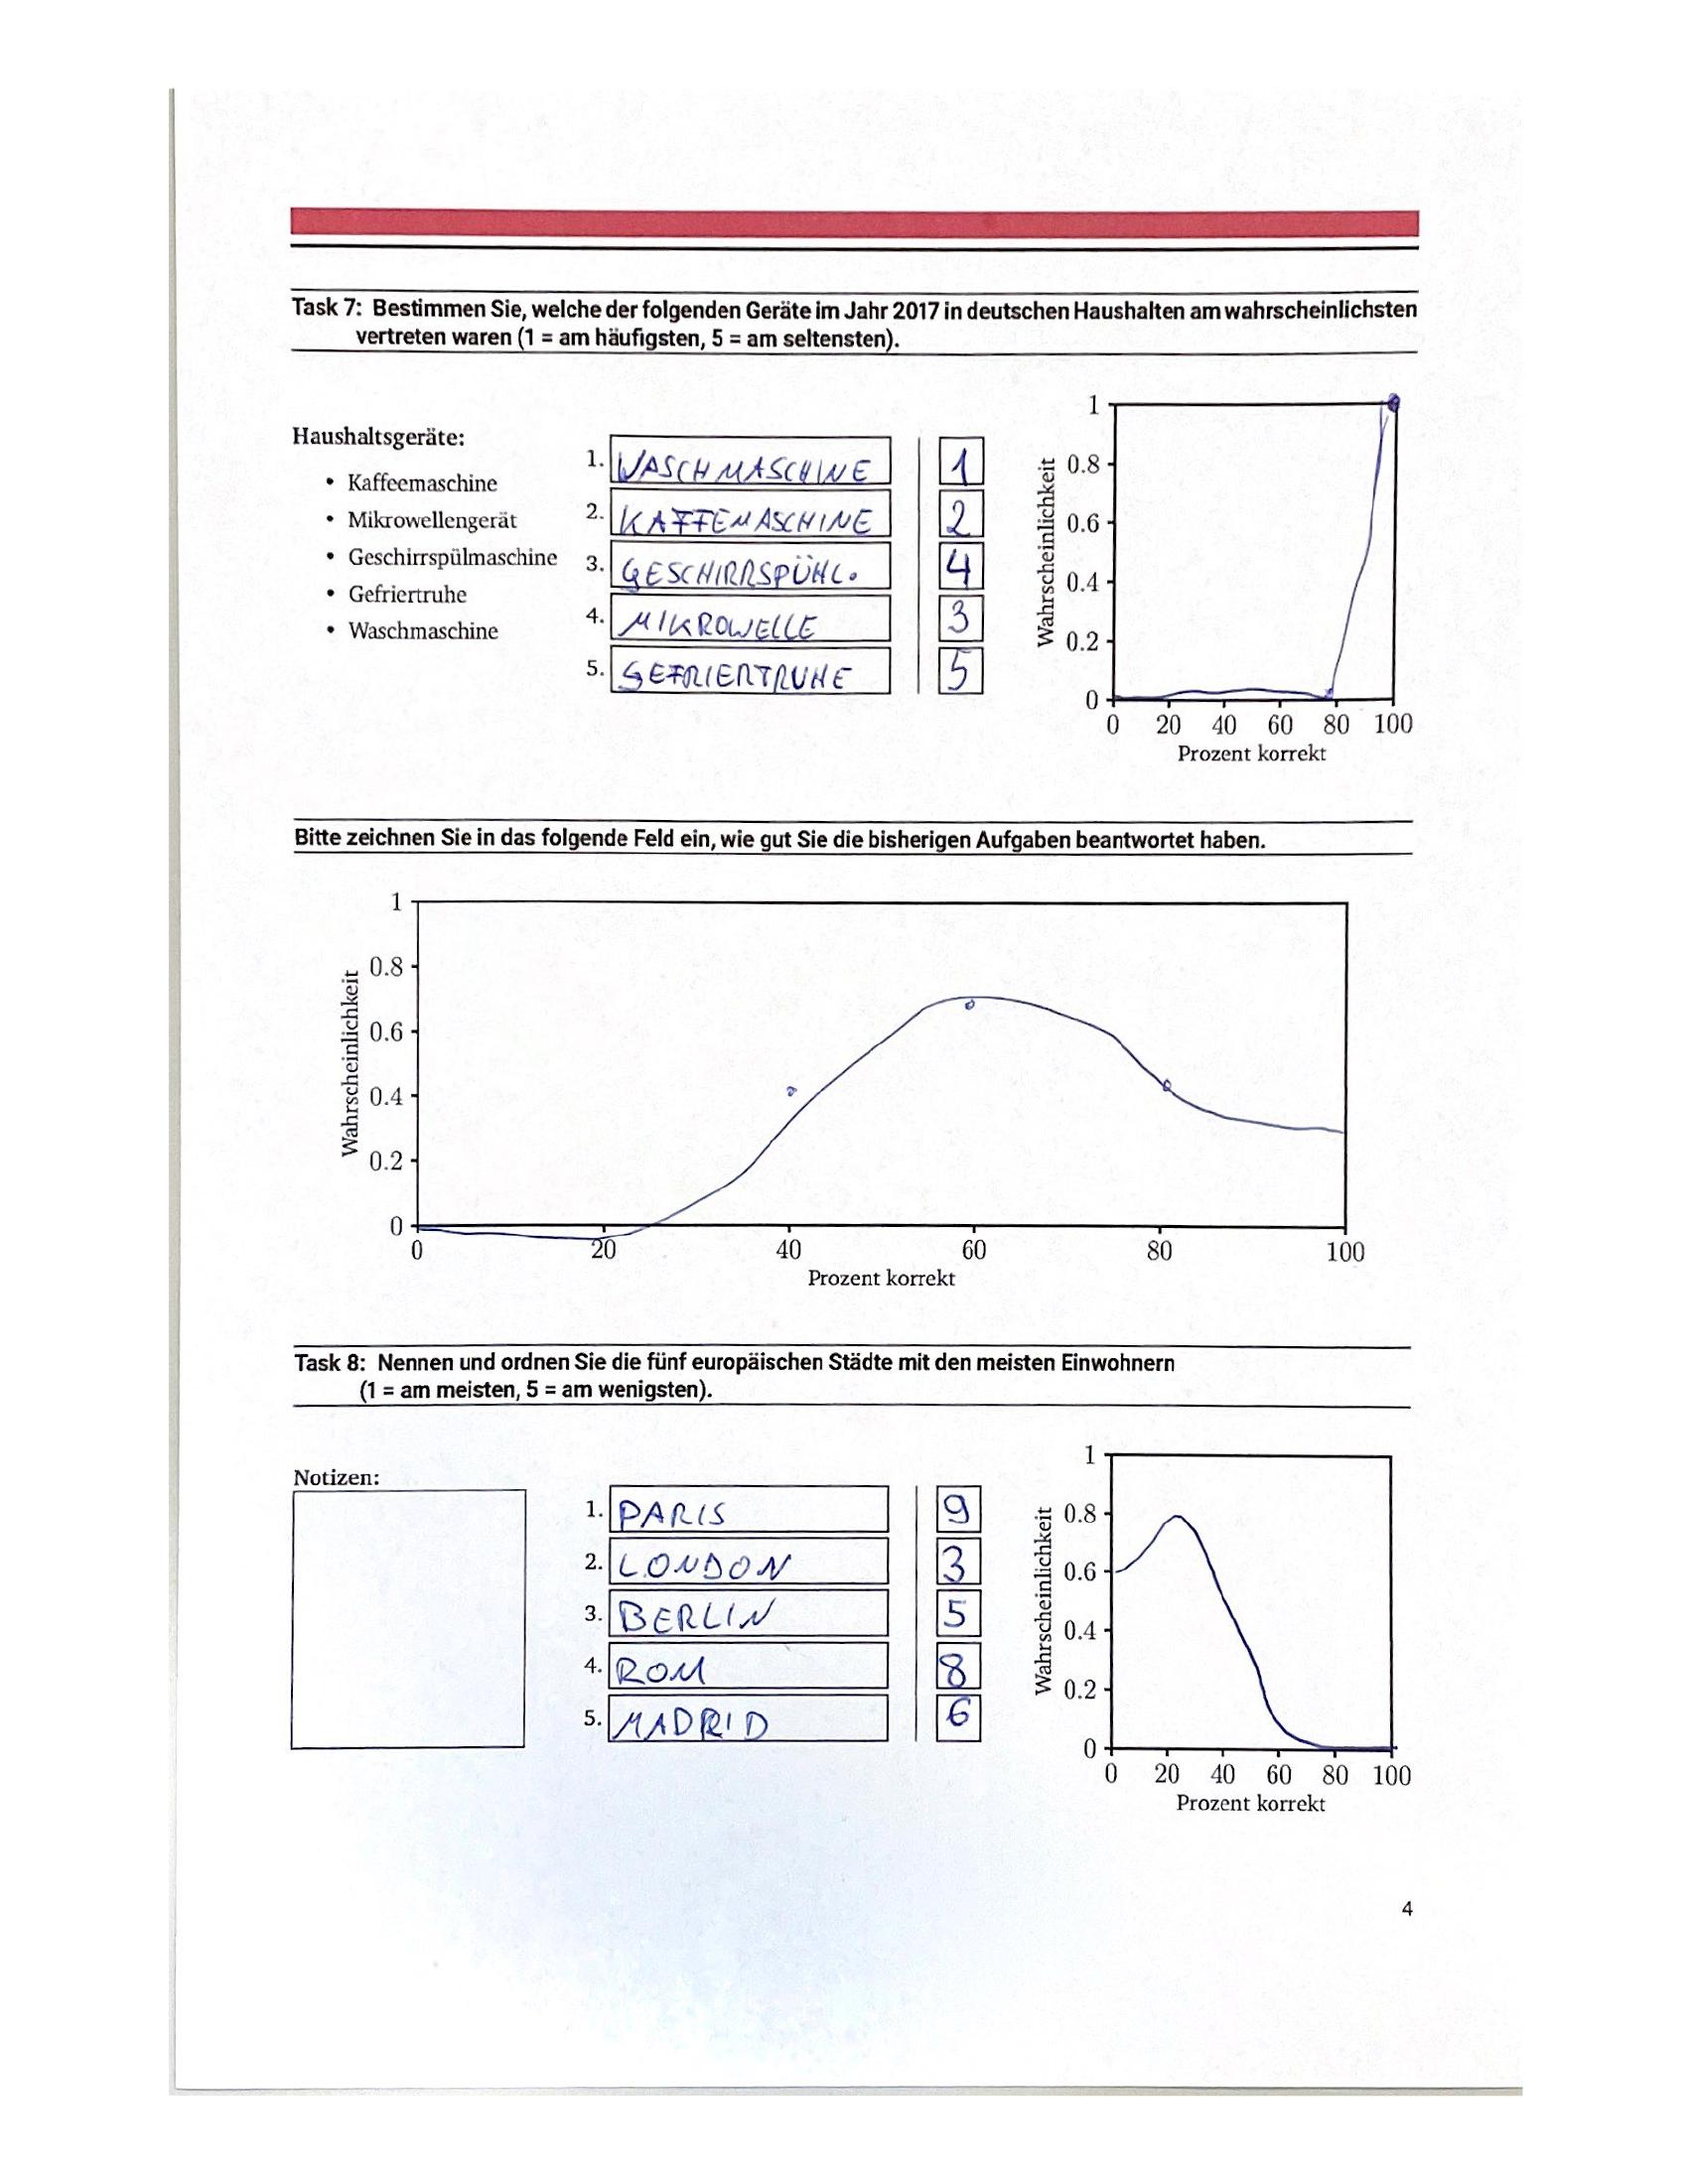 Task 7: Bestimmen Sie, welche der folgenden Geräte im Jahr 2017 in deutschen Haushalten am wahrscheinlichsten
vertreten waren (1 = am häufigsten, 5 = am seltensten).
Haushaltsgeräte:
• Kaffeemaschine
• Mikrowellengerät
• Geschirrspülmaschine
• Gefriertruhe
• Waschmaschine
1. WASCHMASCHINE 1
2. KAFFEMASCHINE 2
3. GESCHIRRSPÜHL. 4
4. MIKROWELLE 3
5. GEFRIERTRUHE 5
Wahrscheinlichkeit
1
0.8
0.6
0.4
0.2
0
0 20 40 60 80 100
Prozent korrekt
Bitte zeichnen Sie in das folgende Feld ein, wie gut Sie die bisherigen Aufgaben beantwortet haben.
Wahrscheinlichkeit
1
0.8
0.6
0.4
0.2
0
0 20 40 60 80 100
Prozent korrekt
Task 8: Nennen und ordnen Sie die fünf europäischen Städte mit den meisten Einwohnern
(1 = am meisten, 5 = am wenigsten).
Notizen:
1. PARIS 9
2. LONDON 3
3. BERLIN 5
4. ROM 8
5. MADRID 6
Wahrscheinlichkeit
1
0.8
0.6
0.4
0.2
0
0 20 40 60 80 100
Prozent korrekt
4